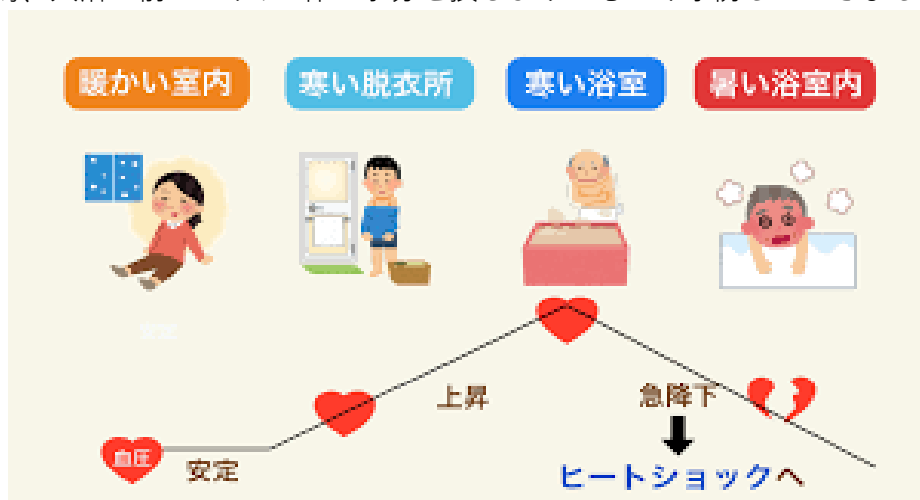 暖かい室内
寒い脱衣所
寒い浴室
暑い浴室内
安定
上昇
急降下
血圧
安定
ヒートショックへ